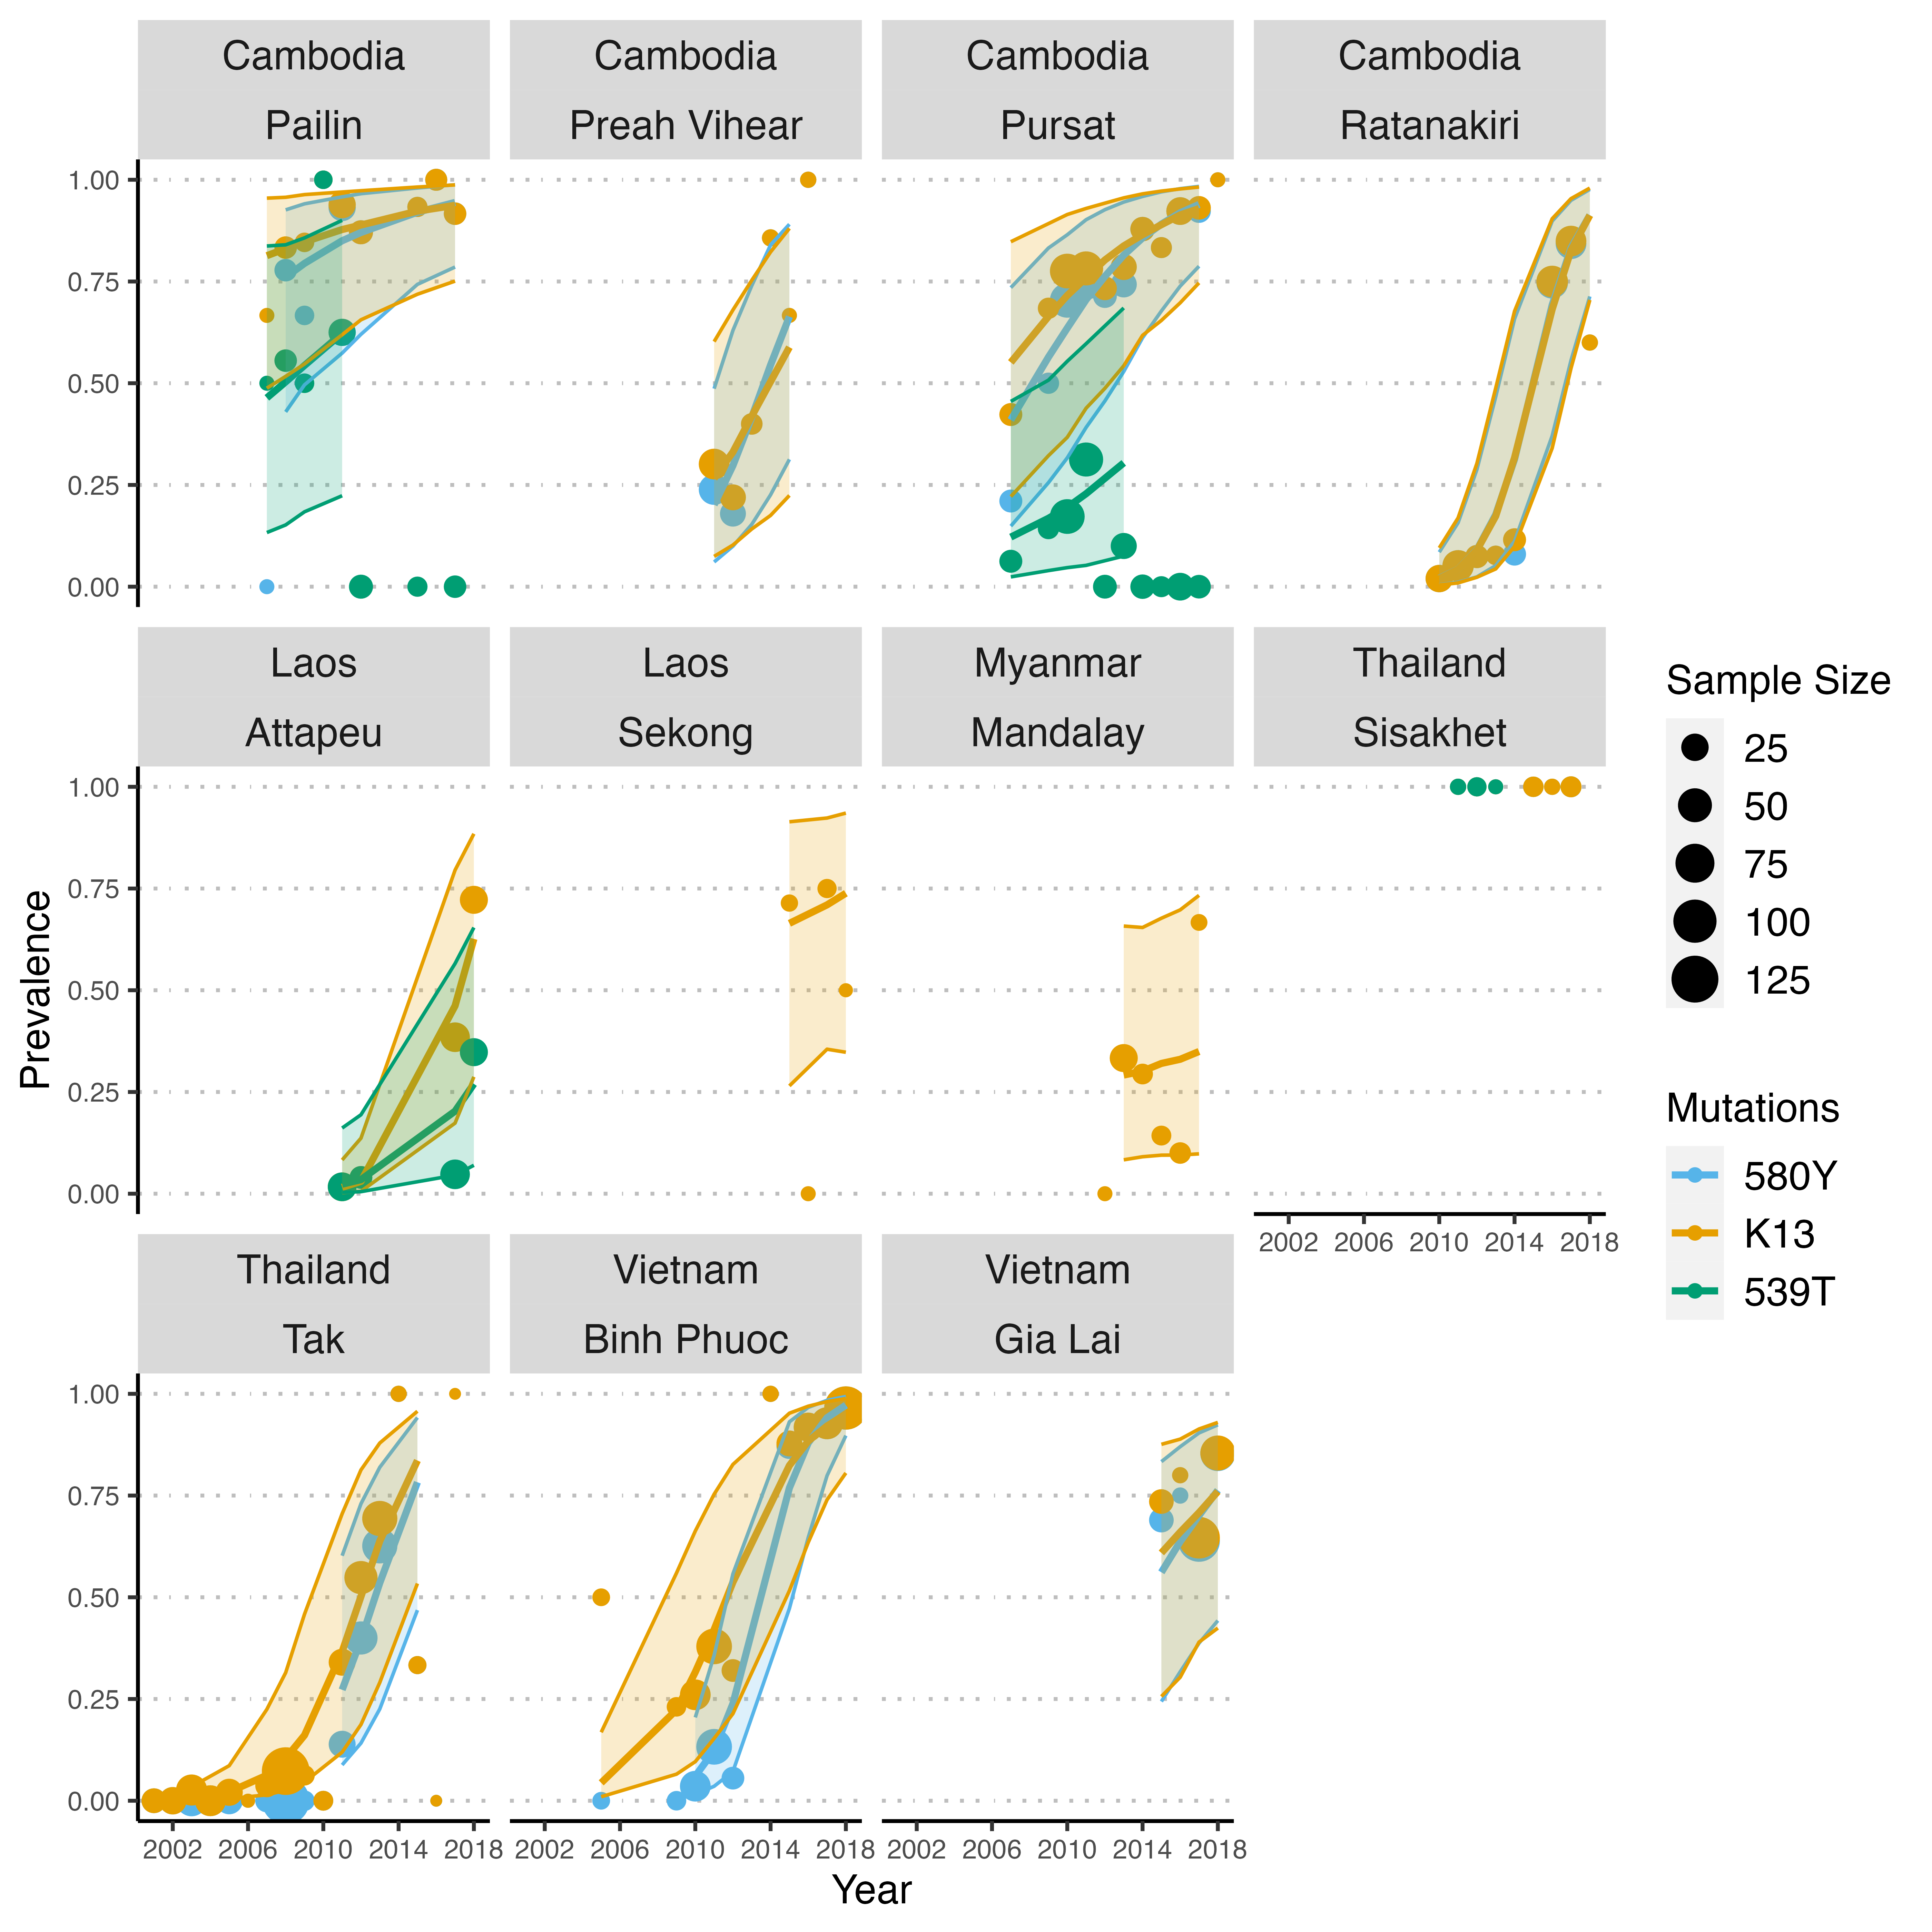 Cambodia
Pailin
Cambodia
Preah Vihear
Cambodia
Pursat
Cambodia
Ratanakiri
1.00
0.75
0.50
0.25
0.00
Laos
Attapeu
Laos
Sekong
Myanmar
Mandalay
Thailand
Sisakhet
1.00
0.75
0.50
0.25
0.00
2002 2006 2010 2014 2018
Thailand
Tak
Vietnam
Binh Phuoc
Vietnam
Gia Lai
1.00
0.75
0.50
0.25
0.00
2002 2006 2010 2014 2018
2002 2006 2010 2014 2018
2002 2006 2010 2014 2018
Prevalence
Year
Sample Size
25
50
75
100
125
Mutations
580Y
K13
539T